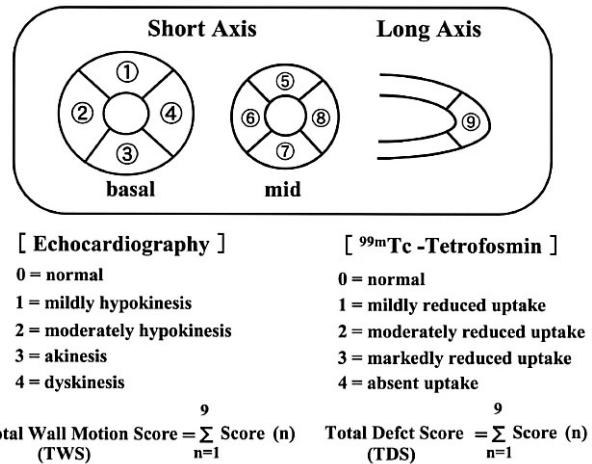 Short Axis Long Axis
① ⑤
② ④ ⑥ ⑧ ⑨
③ ⑦
basal mid
[ Echocardiography ] [ ⁹⁹ᵐTc -Tetrofosmin ]
0 = normal 0 = normal
1 = mildly hypokinesis 1 = mildly reduced uptake
2 = moderately hypokinesis 2 = moderately reduced uptake
3 = akinesis 3 = markedly reduced uptake
4 = dyskinesis 4 = absent uptake
9 9
otal Wall Motion Score = Σ Score (n) Total Defct Score = Σ Score (n)
(TWS) n=1 (TDS) n=1